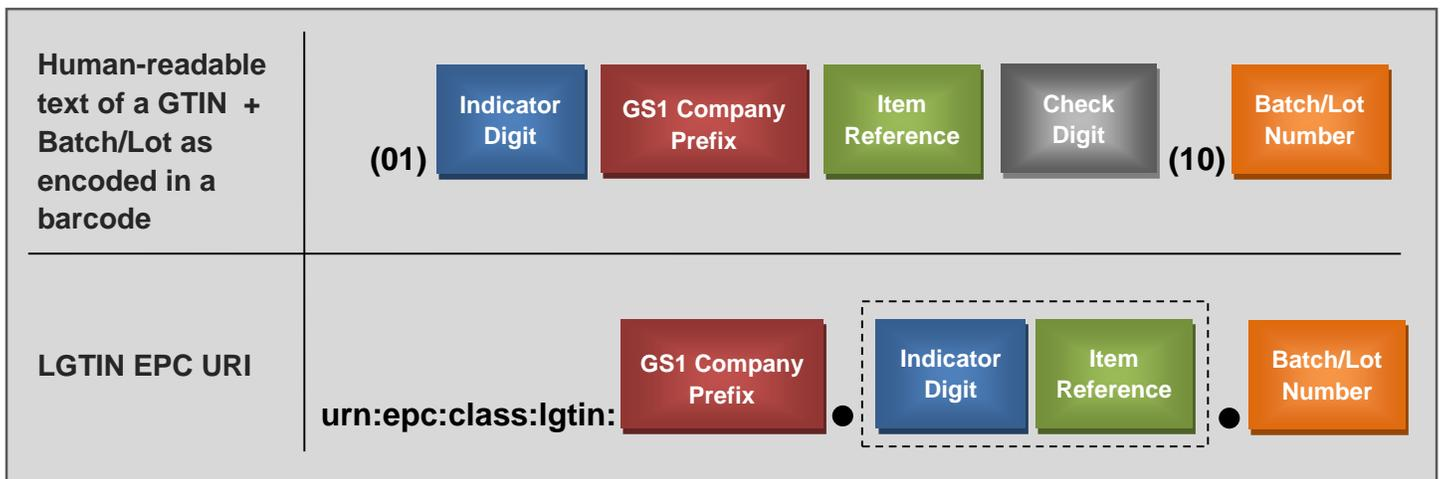 Human-readable
text of a GTIN +
Batch/Lot as
encoded in a
barcode
(01)
Indicator
Digit
GS1 Company
Prefix
Item
Reference
Check
Digit
(10)
Batch/Lot
Number
LGTIN EPC URI
urn:epc:class:lgtin:
GS1 Company
Prefix
.
Indicator
Digit
Item
Reference
.
Batch/Lot
Number